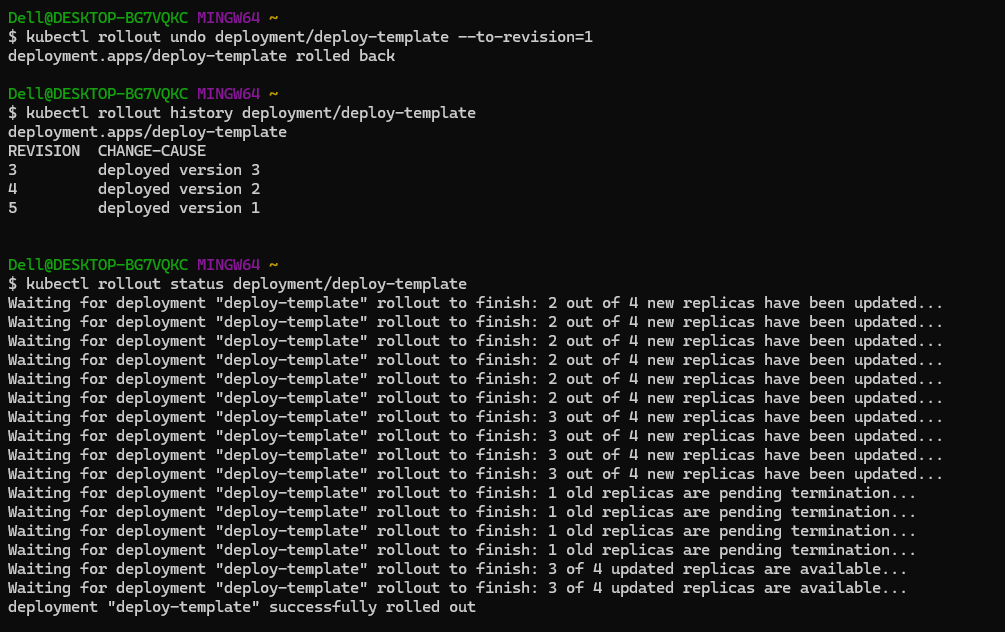 Dell@DESKTOP-BG7VQKC MINGW64 ~
$ kubectl rollout undo deployment/deploy-template --to-revision=1
deployment.apps/deploy-template rolled back
Dell@DESKTOP-BG7VQKC MINGW64 ~
$ kubectl rollout history deployment/deploy-template
deployment.apps/deploy-template
REVISION  CHANGE-CAUSE
3         deployed version 3
4         deployed version 2
5         deployed version 1
Dell@DESKTOP-BG7VQKC MINGW64 ~
$ kubectl rollout status deployment/deploy-template
Waiting for deployment "deploy-template" rollout to finish: 2 out of 4 new replicas have been updated...
Waiting for deployment "deploy-template" rollout to finish: 2 out of 4 new replicas have been updated...
Waiting for deployment "deploy-template" rollout to finish: 2 out of 4 new replicas have been updated...
Waiting for deployment "deploy-template" rollout to finish: 2 out of 4 new replicas have been updated...
Waiting for deployment "deploy-template" rollout to finish: 2 out of 4 new replicas have been updated...
Waiting for deployment "deploy-template" rollout to finish: 2 out of 4 new replicas have been updated...
Waiting for deployment "deploy-template" rollout to finish: 3 out of 4 new replicas have been updated...
Waiting for deployment "deploy-template" rollout to finish: 3 out of 4 new replicas have been updated...
Waiting for deployment "deploy-template" rollout to finish: 3 out of 4 new replicas have been updated...
Waiting for deployment "deploy-template" rollout to finish: 3 out of 4 new replicas have been updated...
Waiting for deployment "deploy-template" rollout to finish: 1 old replicas are pending termination...
Waiting for deployment "deploy-template" rollout to finish: 1 old replicas are pending termination...
Waiting for deployment "deploy-template" rollout to finish: 1 old replicas are pending termination...
Waiting for deployment "deploy-template" rollout to finish: 1 old replicas are pending termination...
Waiting for deployment "deploy-template" rollout to finish: 3 of 4 updated replicas are available...
Waiting for deployment "deploy-template" rollout to finish: 3 of 4 updated replicas are available...
deployment "deploy-template" successfully rolled out